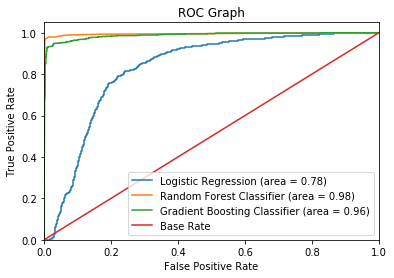 ROC Graph
True Positive Rate
1.0
0.8
0.6
0.4
0.2
0.0
Logistic Regression (area = 0.78)
Random Forest Classifier (area = 0.98)
Gradient Boosting Classifier (area = 0.96)
Base Rate
0.0 0.2 0.4 0.6 0.8 1.0
False Positive Rate